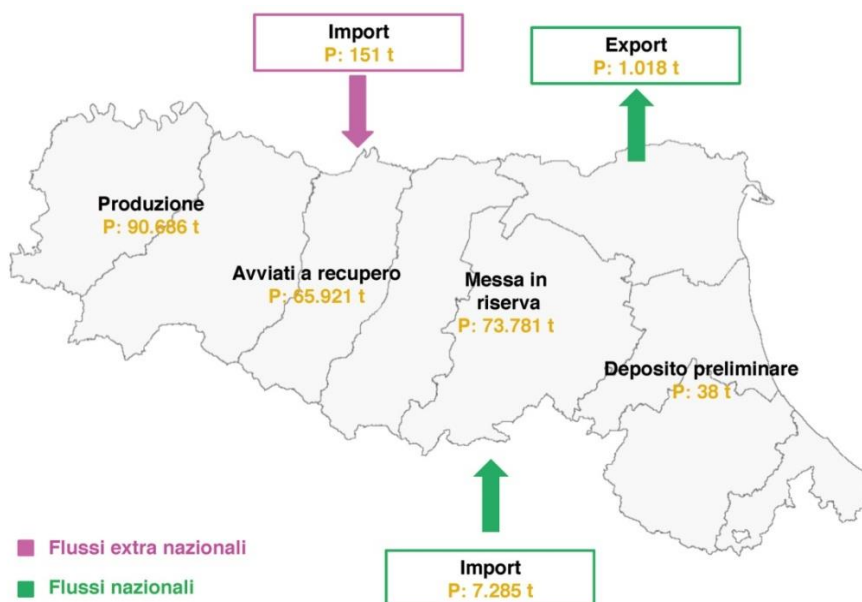 Import
P: 151 t
Export
P: 1.018 t
Produzione
P: 90.686 t
Avviati a recupero
P: 65.921 t
Messa in
riserva
P: 73.781 t
Deposito preliminare
P: 38 t
Flussi extra nazionali
Flussi nazionali
Import
P: 7.285 t